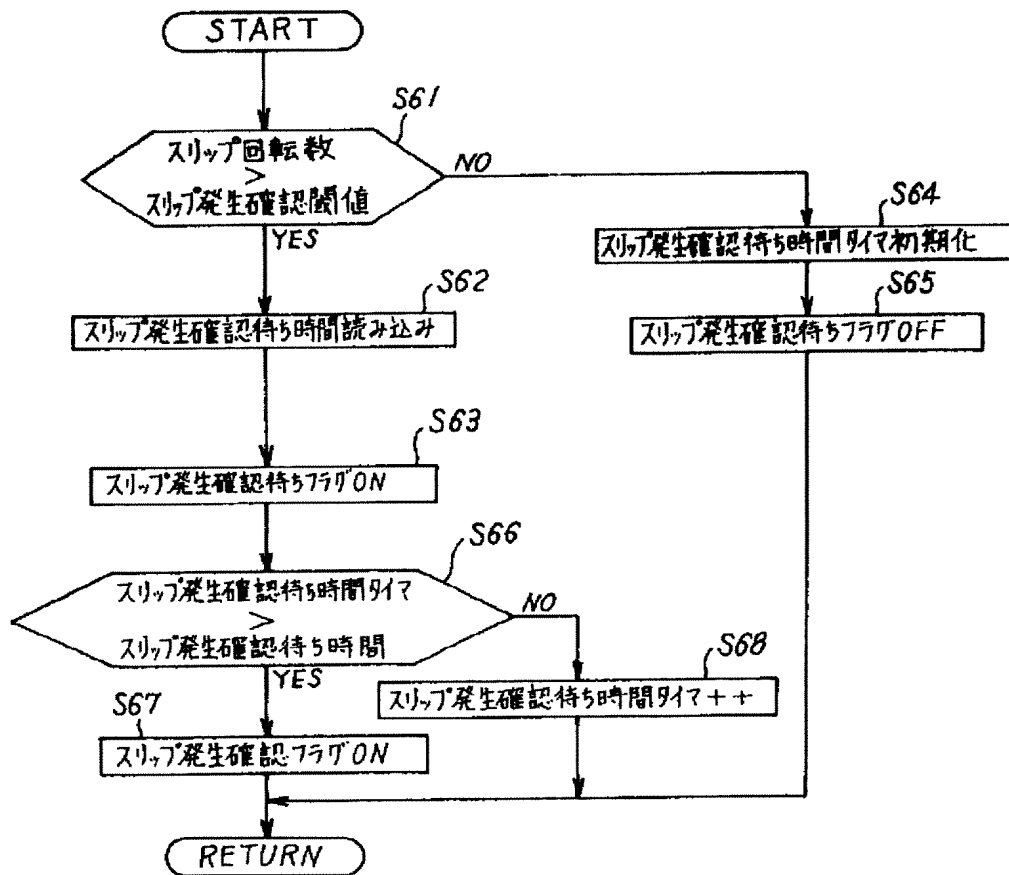 START
S61
スリップ回転数
>
スリップ発生確認閾値
NO
YES
S64
スリップ発生確認待ち時間タイマ初期化
S62
スリップ発生確認待ち時間読み込み
S65
スリップ発生確認待ちフラグOFF
S63
スリップ発生確認待ちフラグON
S66
スリップ発生確認待ち時間タイマ
>
スリップ発生確認待ち時間
NO
YES
S68
スリップ発生確認待ち時間タイマ++
S67
スリップ発生確認フラグON
RETURN